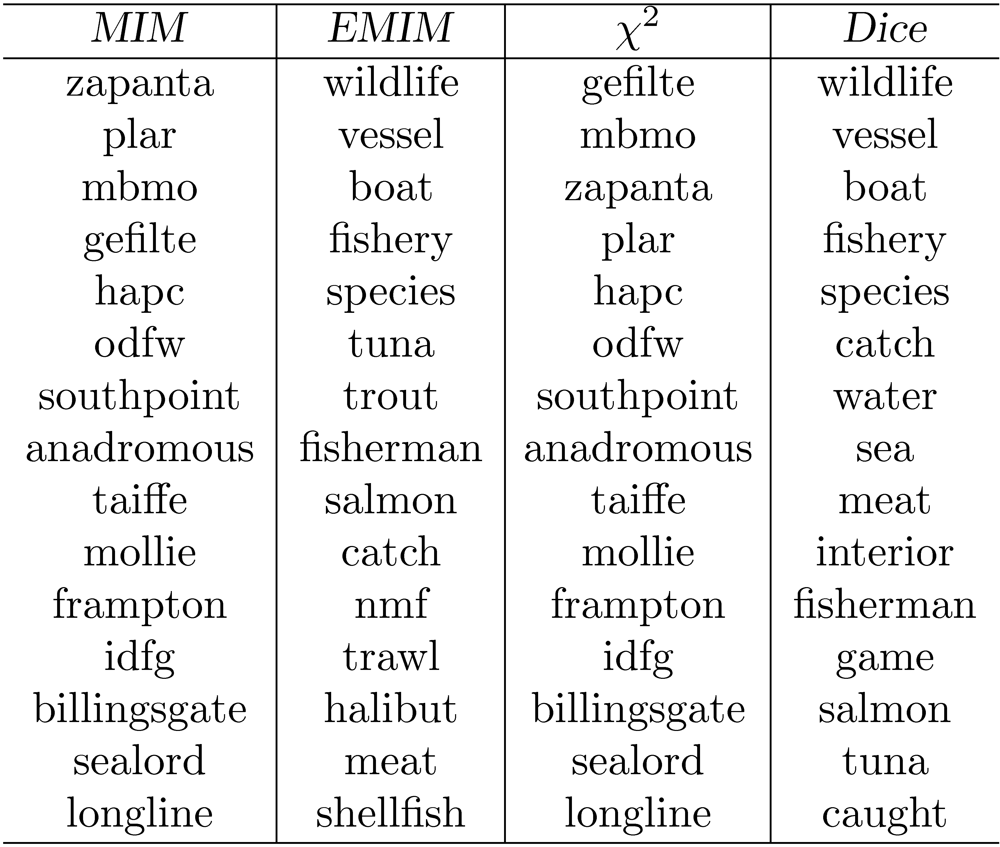 MIM EMIM χ² Dice
zapanta wildlife gefilte wildlife
plar vessel mbmo vessel
mbmo boat zapanta boat
gefilte fishery plar fishery
hapc species hapc species
odfw tuna odfw catch
southpoint trout southpoint water
anadromous fisherman anadromous sea
taiffe salmon taiffe meat
mollie catch mollie interior
frampton nmf frampton fisherman
idfg trawl idfg game
billingsgate halibut billingsgate salmon
sealord meat sealord tuna
longline shellfish longline caught